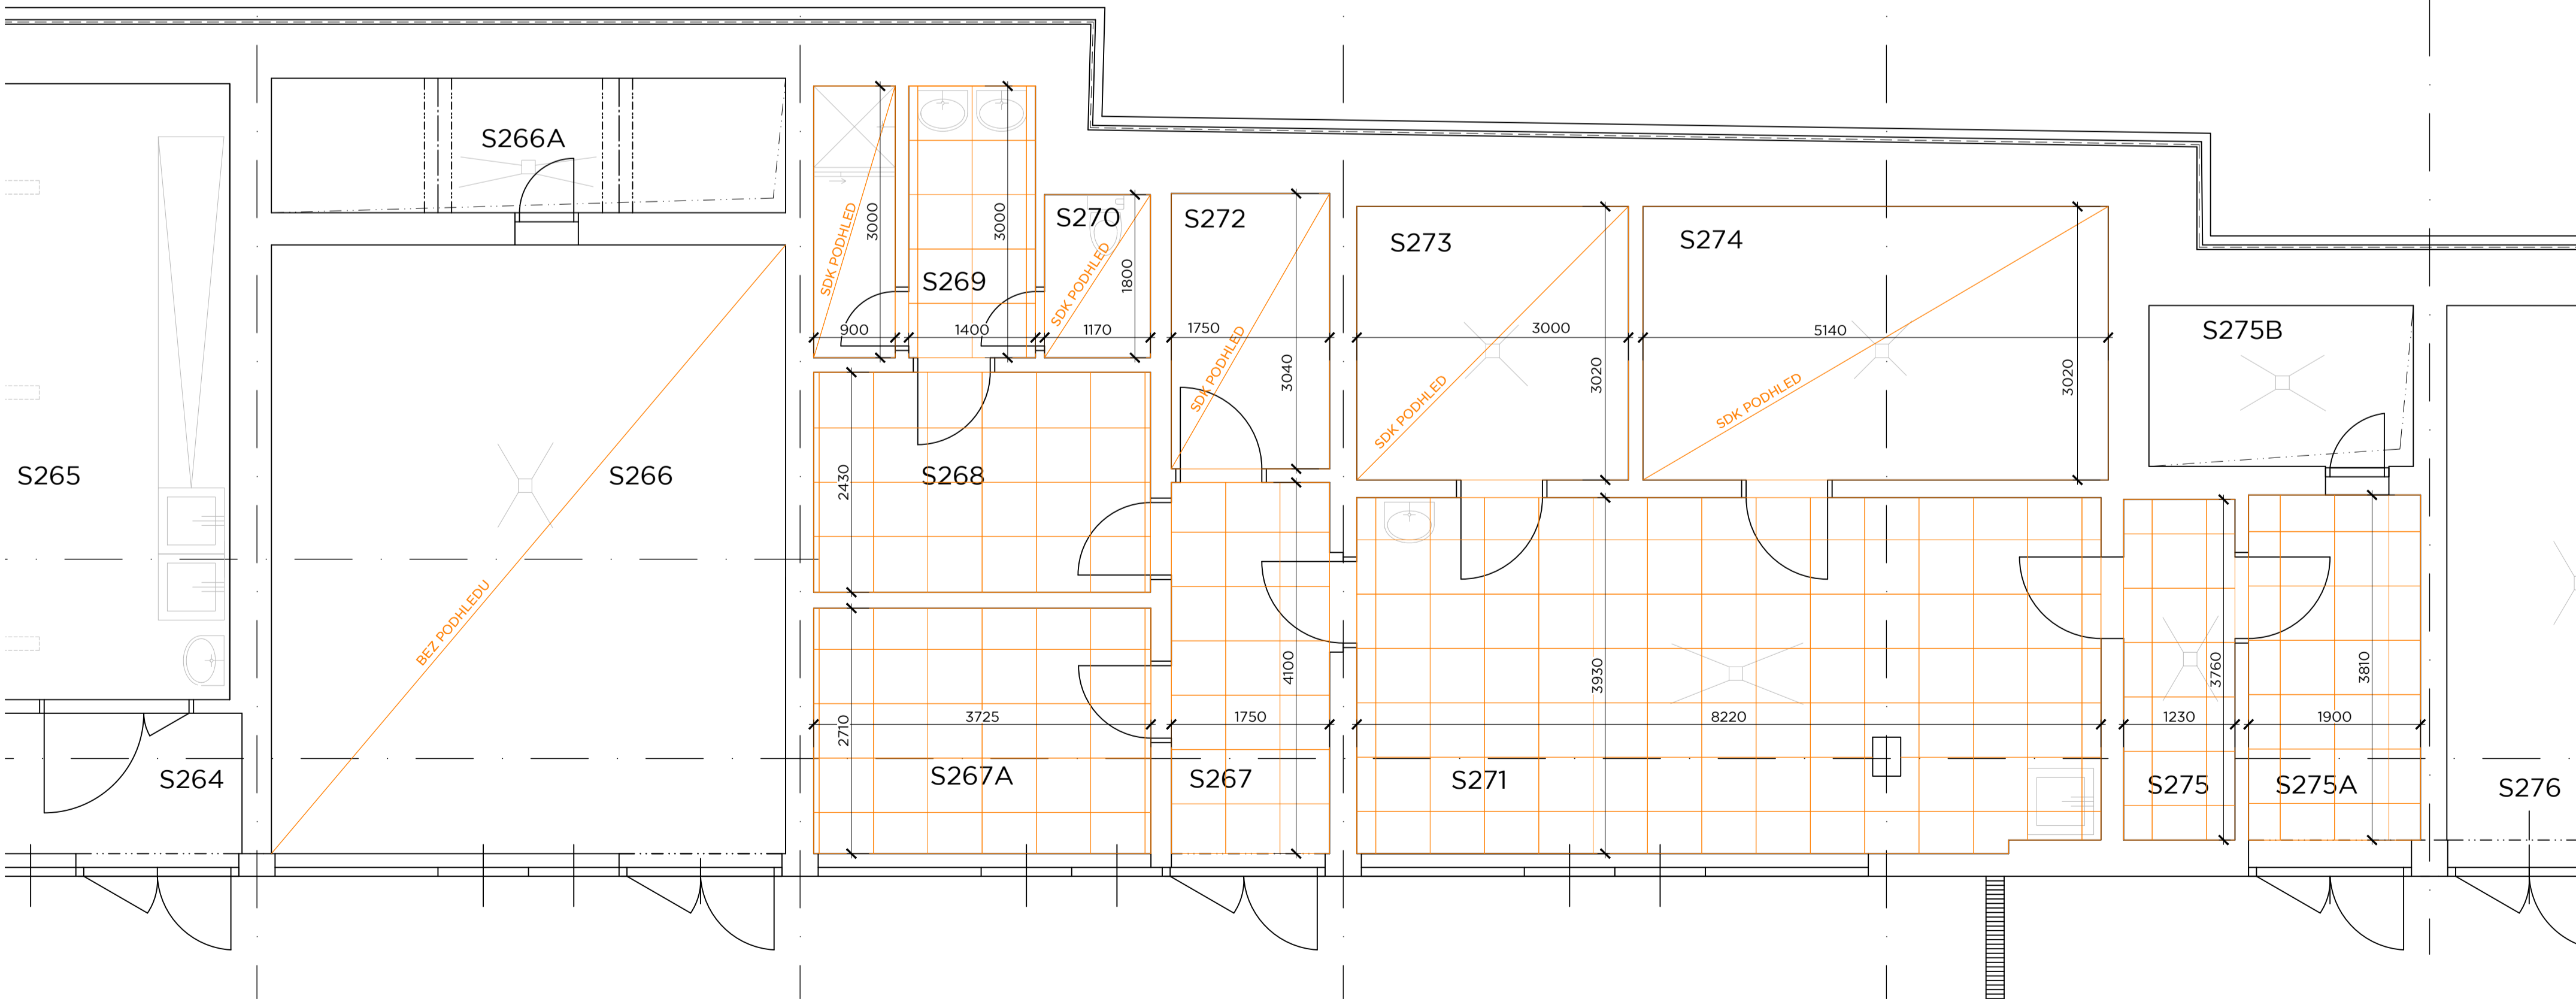 S266A
S270
S272
S273
S274
3000
3000
SDK PODHLED
S269
SDK PODHLED
1800
900
1400
1170
1750
3000
5140
S275B
SDK PODHLED
3040
3020
3020
SDK PODHLED
SDK PODHLED
S265
S266
2430
S268
BEZ PODHLEDU
4100
3930
3760
3810
2710
3725
1750
8220
1230
1900
S264
S267A
S267
S271
S275
S275A
S276